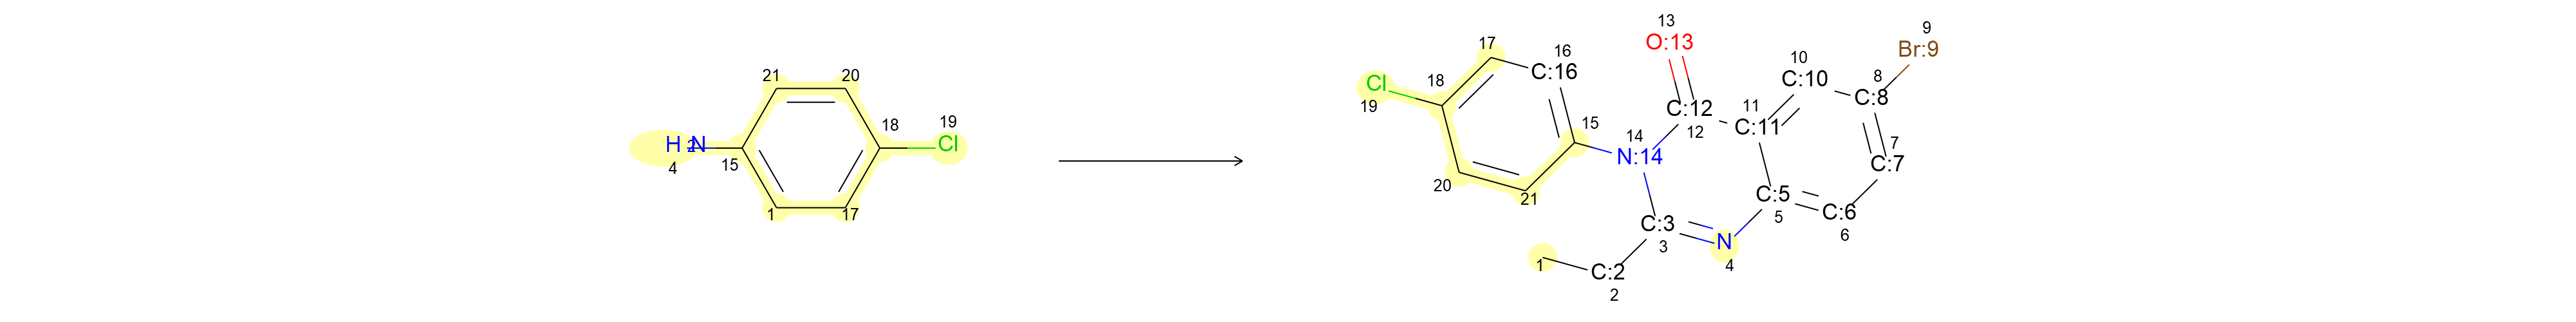 21 20
19
18
H 2N Cl
4 15
1 17
13 9
O:13 Br:9
17 16 10 8
Cl 18 C:16 C:10 C:8
19 C:12 11
15 14 12 C:11 7
N:14 C:7
20 21 C:5
C:3 5 C:6
3 N 6
1 C:2 4
2